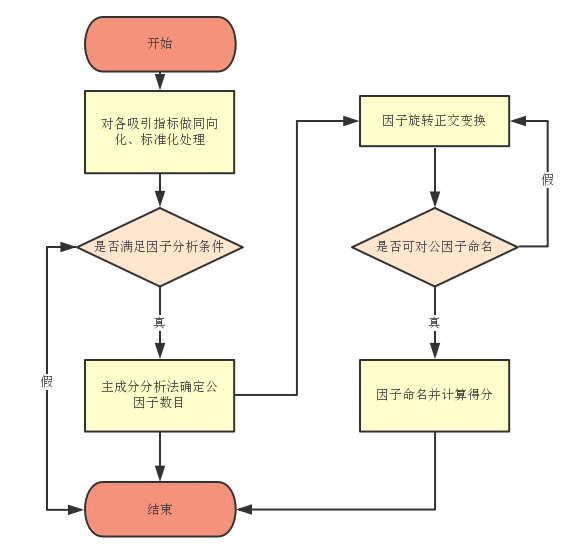 开始
对各吸引指标做同向
化、标准化处理
是否满足因子分析条件
真
假
主成分分析法确定公
因子数目
结束
因子旋转正交变换
假
是否可对公因子命名
真
因子命名并计算得分